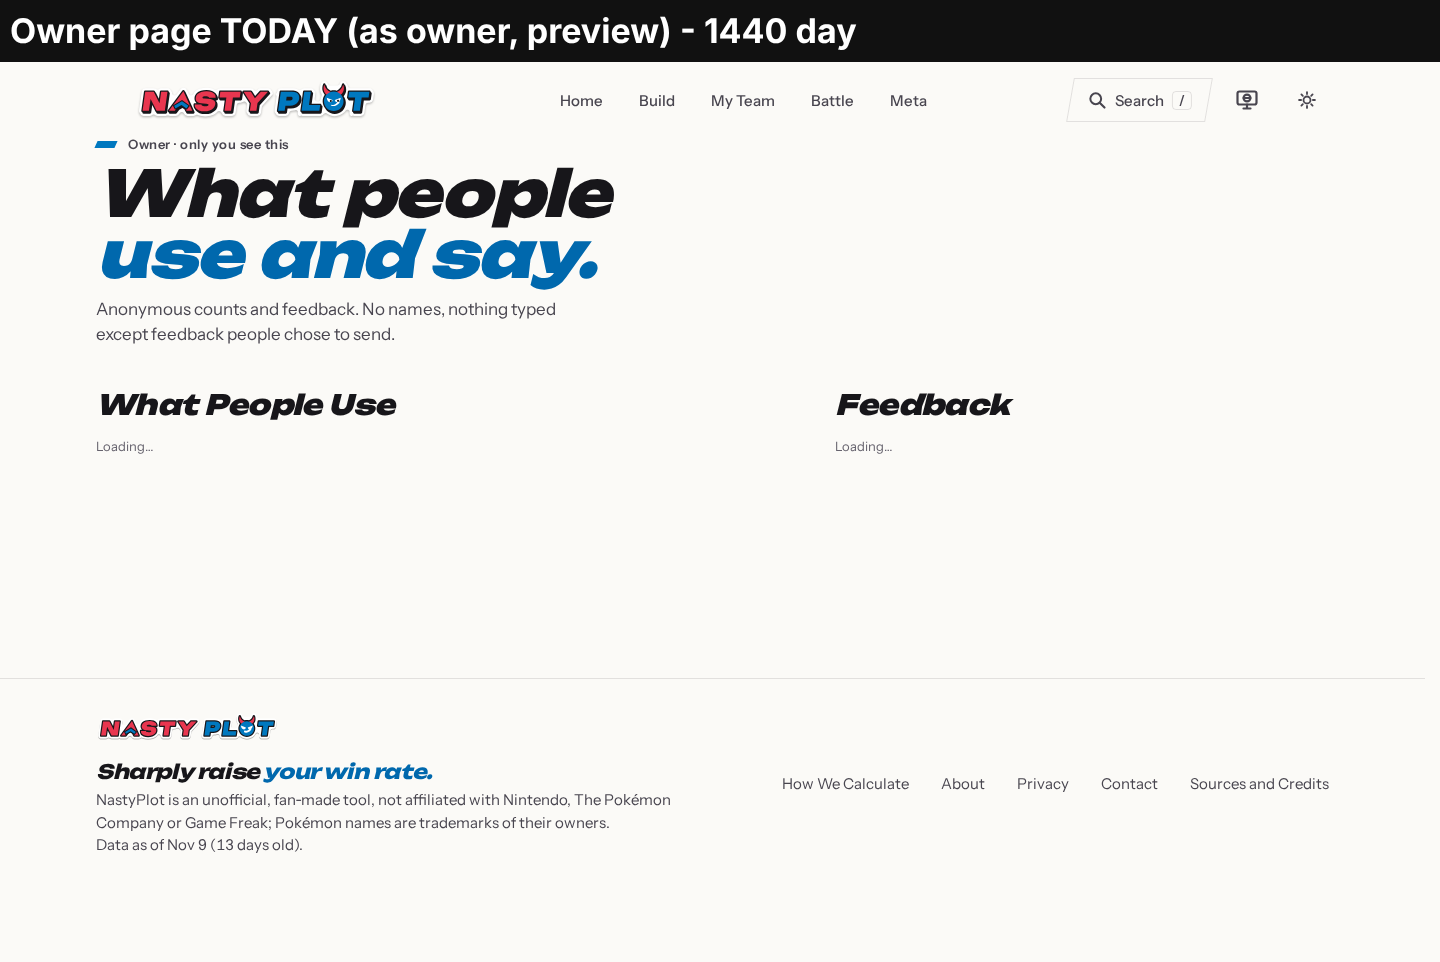 Owner page TODAY (as owner, preview) - 1440 day
NASTY PLOT
Home Build My Team Battle Meta
Search /
Owner · only you see this
What people
use and say.
Anonymous counts and feedback. No names, nothing typed
except feedback people chose to send.
What People Use
Loading…
Feedback
Loading…
NASTY PLOT
Sharply raise your win rate.
NastyPlot is an unofficial, fan-made tool, not affiliated with Nintendo, The Pokémon
Company or Game Freak; Pokémon names are trademarks of their owners.
Data as of Nov 9 (13 days old).
How We Calculate About Privacy Contact Sources and Credits